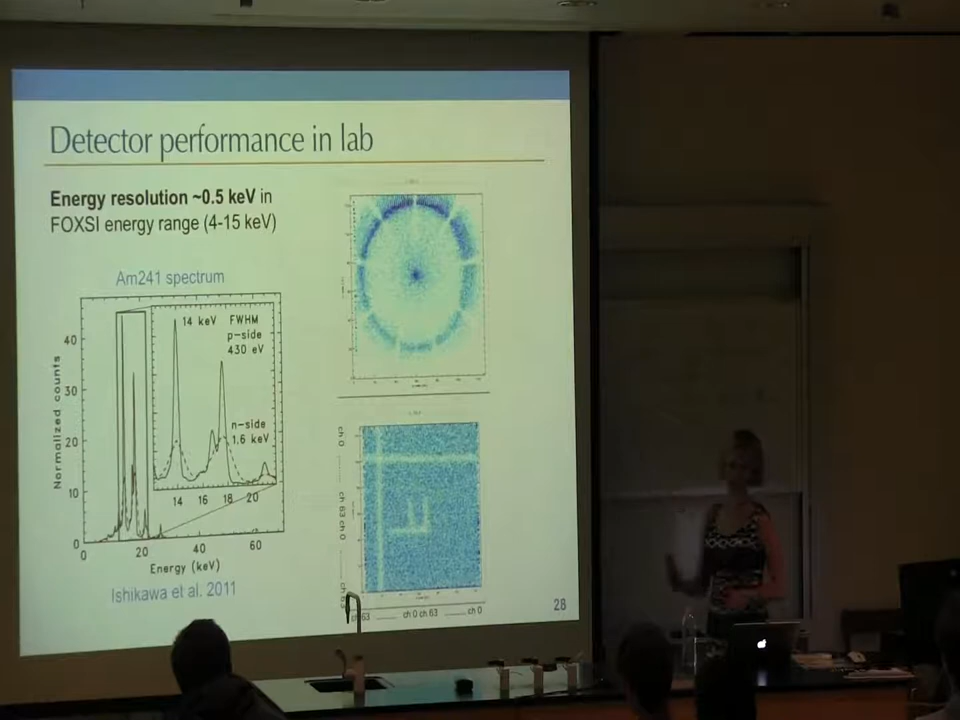 Detector performance in lab
Energy resolution ~0.5 keV in
FOXSI energy range (4-15 keV)
Am241 spectrum
14 keV FWHM
p-side
430 eV
n-side
1.6 keV
14 16 18 20
Normalized counts
40
30
20
10
0
0 20 40 60
Energy (keV)
Ishikawa et al. 2011
ch 0 ch 63 ch 0
ch 63 ch 0 ch 63 ch 0
28